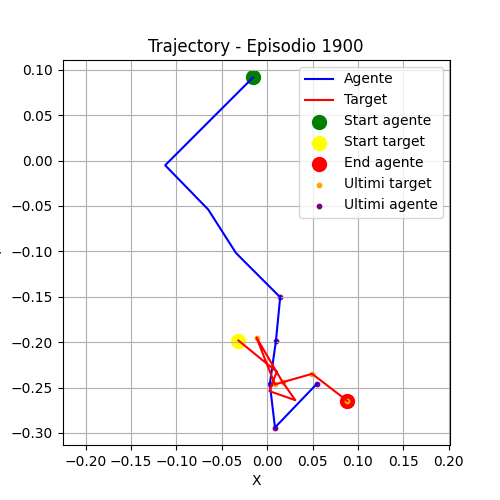 Trajectory - Episodio 1900
0.10
0.05
0.00
−0.05
−0.10
−0.15
−0.20
−0.25
−0.30
Agente
Target
Start agente
Start target
End agente
Ultimi target
Ultimi agente
−0.20 −0.15 −0.10 −0.05 0.00 0.05 0.10 0.15 0.20
X